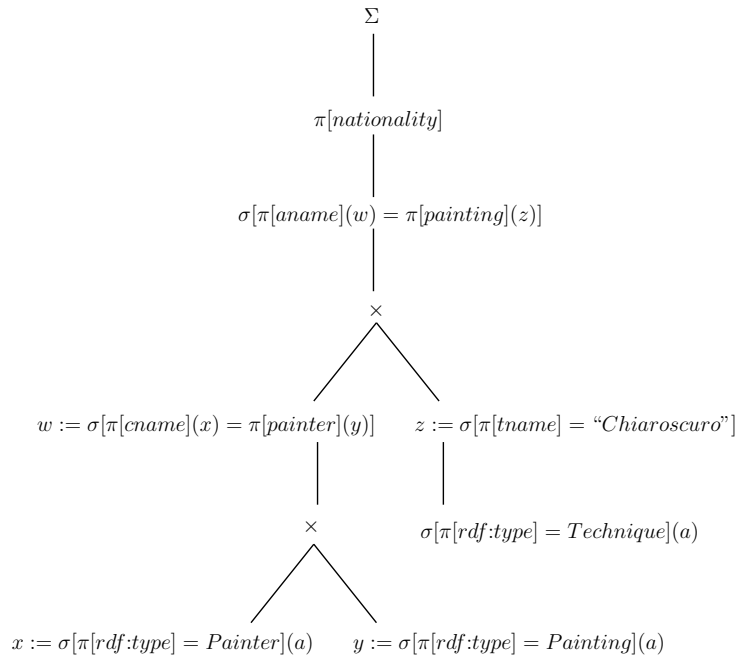 Σ
π[nationality]
σ[π[aname](w) = π[painting](z)]
×
w := σ[π[cname](x) = π[painter](y)] z := σ[π[tname] = “Chiaroscuro”]
× σ[π[rdf:type] = Technique](a)
x := σ[π[rdf:type] = Painter](a) y := σ[π[rdf:type] = Painting](a)